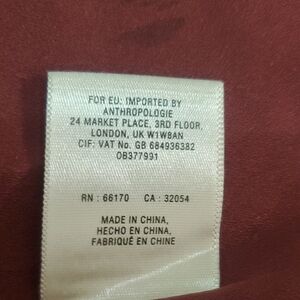 FOR EU: IMPORTED BY
ANTHROPOLOGIE
24 MARKET PLACE, 3RD FLOOR,
LONDON, UK W1W8AN
CIF: VAT No. GB 684936382
OB377991
RN : 66170 CA : 32054
MADE IN CHINA,
HECHO EN CHINA,
FABRIQUÉ EN CHINE